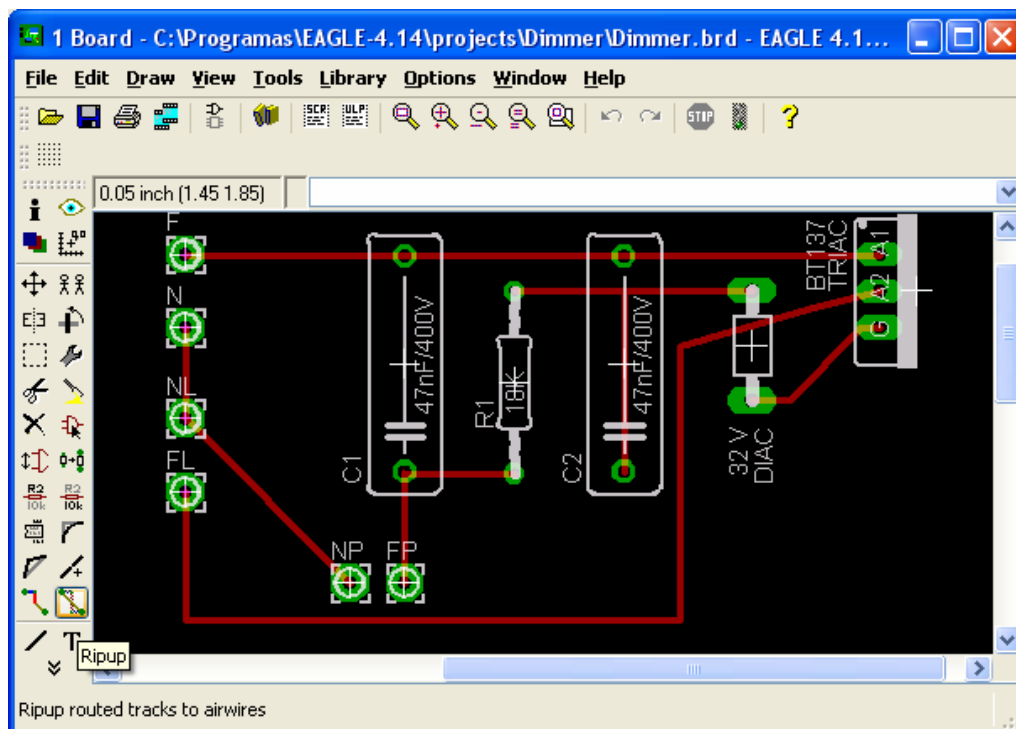 1 Board - C:\Programas\EAGLE-4.14\projects\Dimmer\Dimmer.brd - EAGLE 4.1...
File Edit Draw View Tools Library Options Window Help
SCR ULP STOP ?
0.05 inch (1.45 1.85)
F
N
NL
FL
NP FP
C1
47nF/400V
R1
18K
C2
47nF/400V
32 V
DIAC
BT137
TRIAC
A1
A2
G
R2 R2
10k 10k
T
Ripup
Ripup routed tracks to airwires